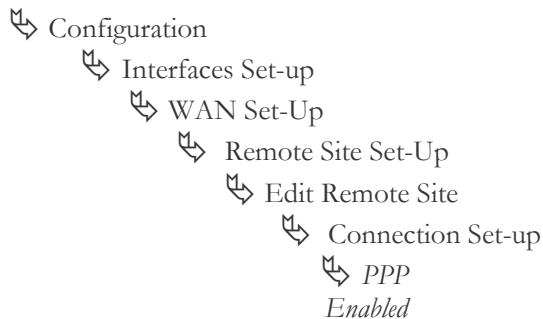 Configuration
Interfaces Set-up
WAN Set-Up
Remote Site Set-Up
Edit Remote Site
Connection Set-up
PPP
Enabled